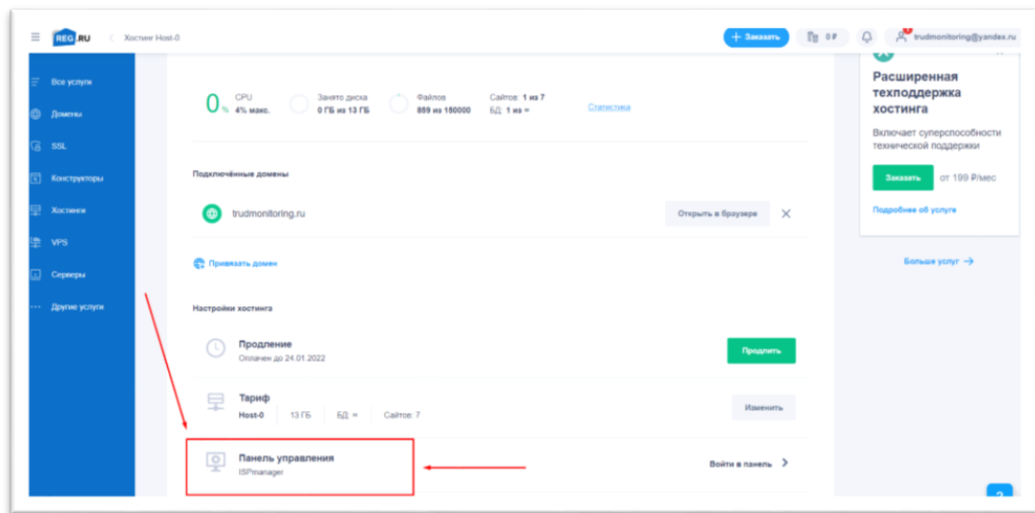 REG.RU
Хостинг Host-0
+ Заказать
0 ₽
trudmonitoring@yandex.ru
Все услуги
Домены
SSL
Конструкторы
Хостинги
VPS
Серверы
Другие услуги
0 %
CPU
4% макс.
Занято диска
0 ГБ из 13 ГБ
Файлов
859 из 150000
Сайтов: 1 из 7
БД: 1 из ∞
Статистика
Подключённые домены
trudmonitoring.ru
Открыть в браузере
Привязать домен
Настройки хостинга
Продление
Оплачен до 24.01.2022
Продлить
Тариф
Host-0
13 ГБ
БД: ∞
Сайтов: 7
Изменить
Панель управления
ISPmanager
Войти в панель
Расширенная
техподдержка
хостинга
Включает суперспособности
технической поддержки
Заказать
от 199 ₽/мес
Подробнее об услуге
Больше услуг →